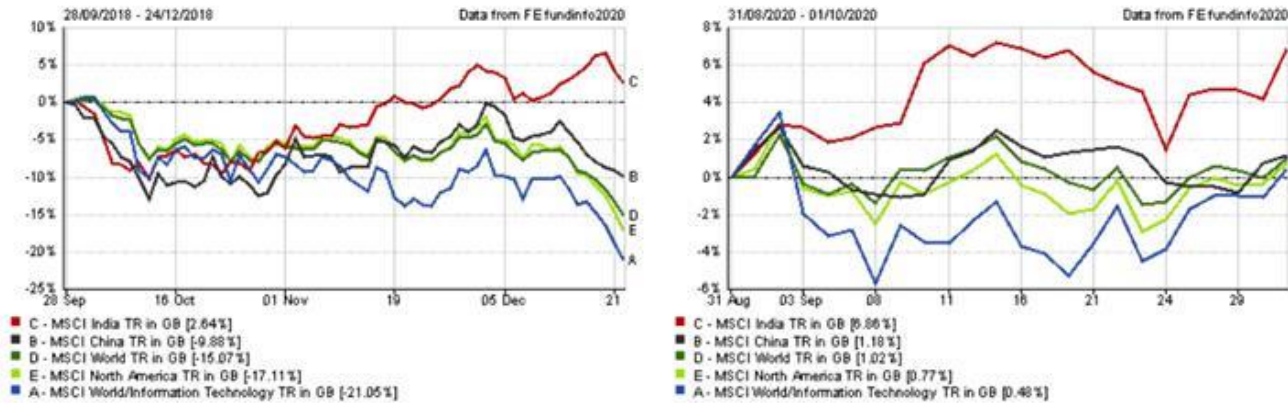 28/09/2018 - 24/12/2018 Data from FE fundinfo2020
10%
5%
0%
-5%
-10%
-15%
-20%
-25%
C
B
D
E
A
28 Sep 16 Oct 01 Nov 19 05 Dec 21
C - MSCI India TR in GB [2.64%]
B - MSCI China TR in GB [-9.88%]
D - MSCI World TR in GB [-15.07%]
E - MSCI North America TR in GB [-17.11%]
A - MSCI World/Information Technology TR in GB [-21.05%]
31/08/2020 - 01/10/2020 Data from FE fundinfo2020
8%
6%
4%
2%
0%
-2%
-4%
-6%
31 Aug 03 Sep 08 11 16 21 24 29
C - MSCI India TR in GB [6.86%]
B - MSCI China TR in GB [1.18%]
D - MSCI World TR in GB [1.02%]
E - MSCI North America TR in GB [0.77%]
A - MSCI World/Information Technology TR in GB [0.48%]